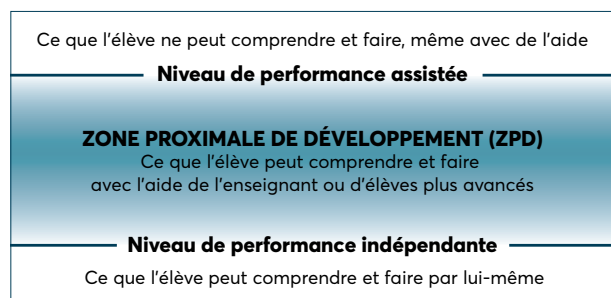 Ce que l'élève ne peut comprendre et faire, même avec de l'aide
Niveau de performance assistée
ZONE PROXIMALE DE DÉVELOPPEMENT (ZPD)
Ce que l'élève peut comprendre et faire
avec l'aide de l'enseignant ou d'élèves plus avancés
Niveau de performance indépendante
Ce que l'élève peut comprendre et faire par lui-même